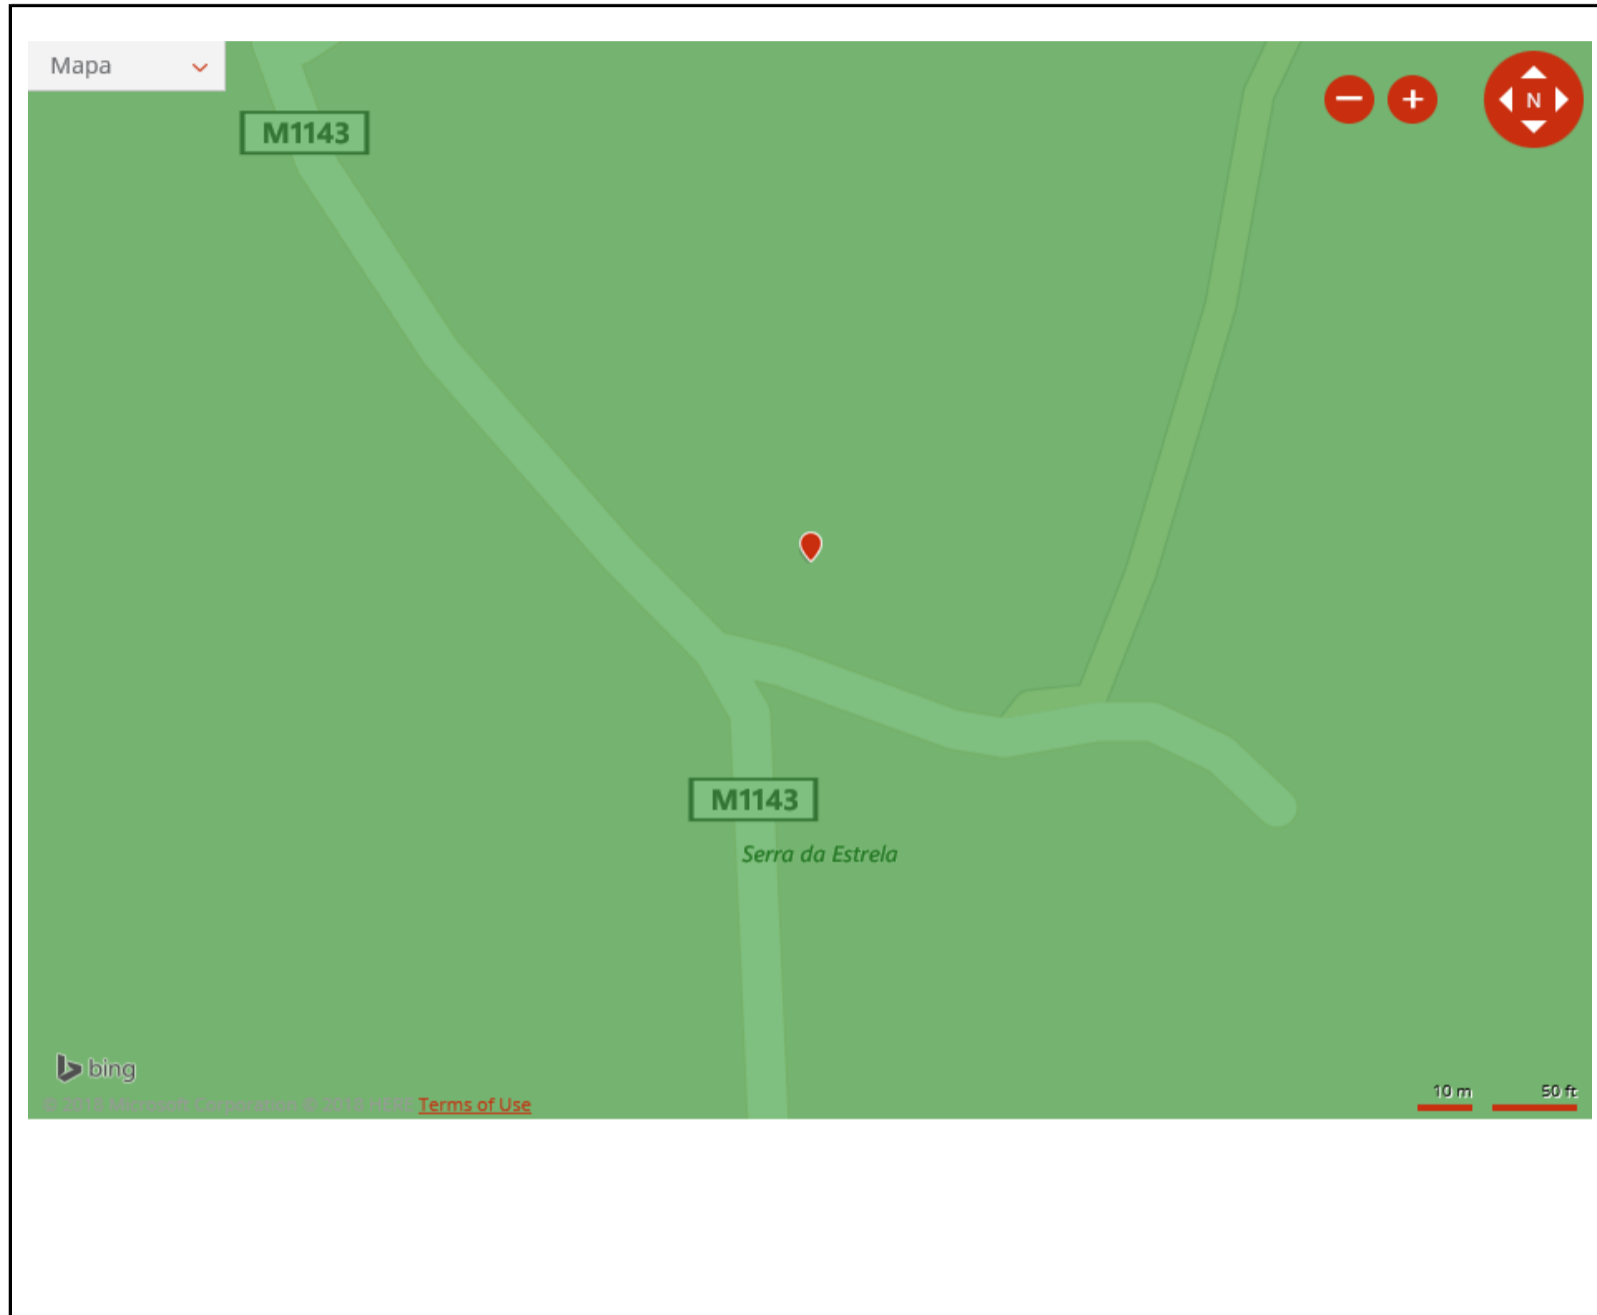 Mapa
M1143
N
M1143
Serra da Estrela
bing
Terms of Use
10 m
50 ft